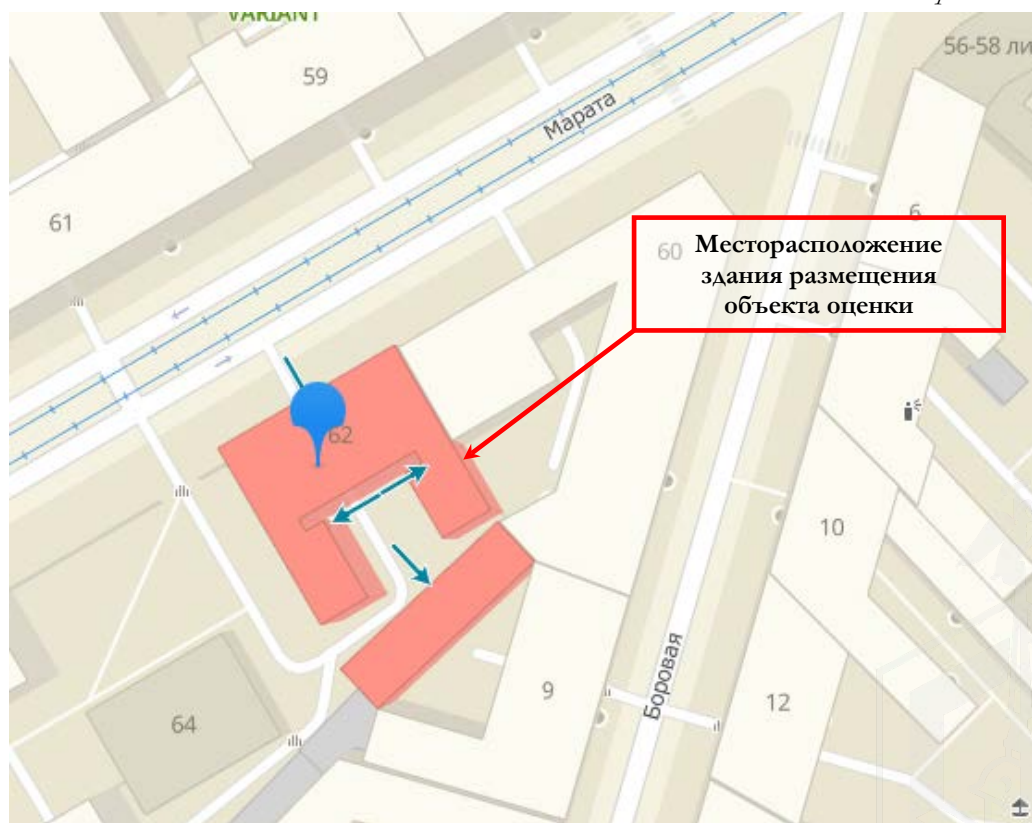 VARIANT
59
56-58 ли
Марата
61
6
60
Месторасположение
здания размещения
объекта оценки
62
10
Боровая
9
12
64